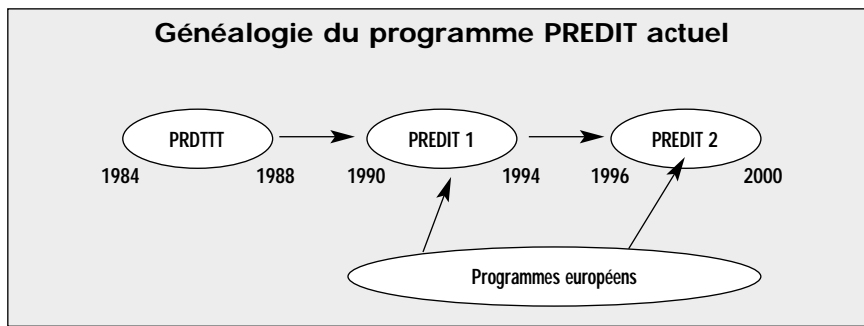 Généalogie du programme PREDIT actuel
PRDTTT
PREDIT 1
PREDIT 2
1984
1988
1990
1994
1996
2000
Programmes européens